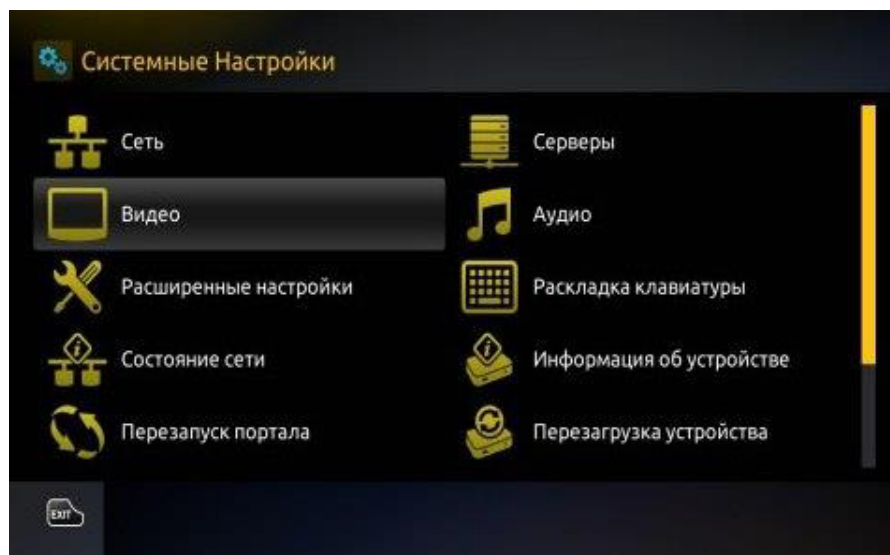 Системные Настройки
Сеть
Серверы
Видео
Аудио
Расширенные настройки
Раскладка клавиатуры
Состояние сети
Информация об устройстве
Перезапуск портала
Перезагрузка устройства
EXIT